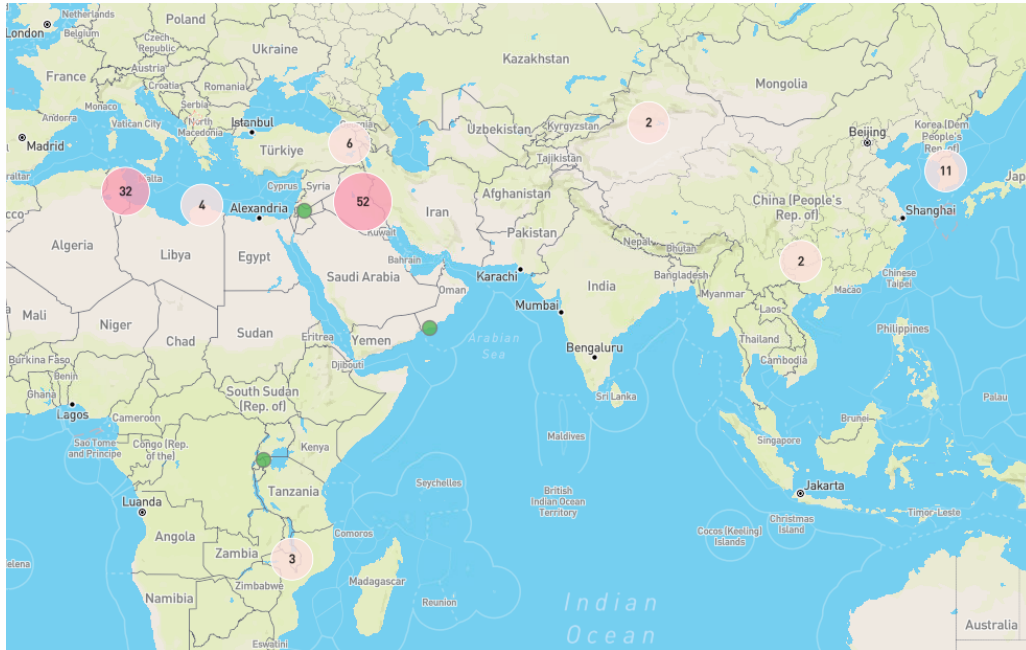 Netherlands
London
Belgium
Poland
Czech
Republic
Ukraine
Kazakhstan
Mongolia
France
Austria
Croatia
Romania
Monaco
Serbia
Andorra
Vatican City
[North
Macedonia
Istanbul
Madrid
Türkiye
6
Uzbekistan
Kyrgyzstan
Tajikistan
2
Beijing
Korea (Dem
People's
Rep of)
11
32
4
Cyprus
Syria
52
Alexandria
Kuwait
Iran
Afghanistan
Pakistan
China (People's
Rep. of)
Shanghai
2
Algeria
Libya
Egypt
Saudi Arabia
Bahrain
Oman
Karachi
Nepal
Bhutan
Bangladesh
India
Mumbai
Myanmar
Laos
Macao
Chinese
Taipei
Mali
Niger
Chad
Sudan
Eritrea
Yemen
Djibouti
Arabian
Sea
Bengaluru
Thailand
Cambodia
Philippines
Burkina Faso
Benin
Ghana
Lagos
Cameroon
South Sudan
(Rep. of)
Sri Lanka
Palau
Sao Tome
and Principe
Congo (Rep.
of the)
Kenya
Maldives
Singapore
Brunei
Tanzania
Seychelles
British
Indian Ocean
Territory
Jakarta
Luanda
Angola
Zambia
3
Comoros
Cocos (Keeling)
Islands
Christmas
Island
Timor-Leste
Zimbabwe
Madagascar
Namibia
Reunion
Eswatini
Indian
Ocean
Australia